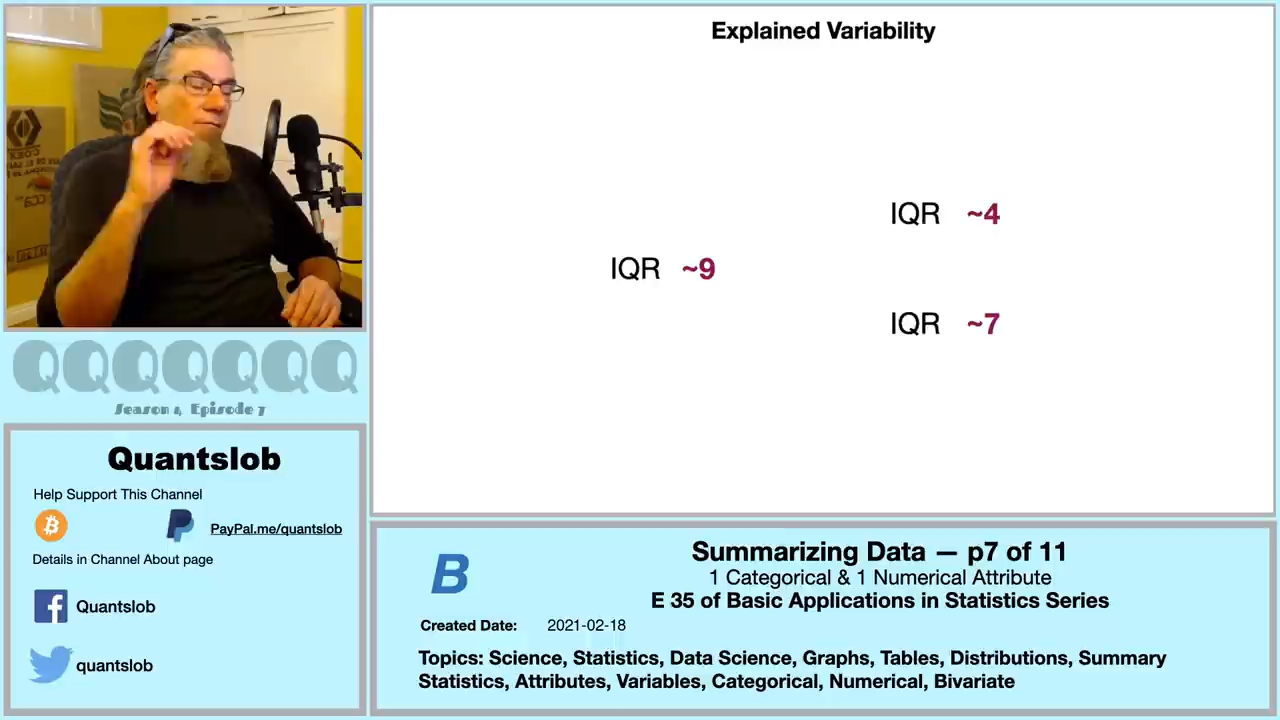 Explained Variability
IQR ~4
IQR ~9
IQR ~7
QQQQQQQ
Season 4 Episode 7
Quantslob
Help Support This Channel
PayPal.me/quantslob
Details in Channel About page
Quantslob
quantslob
B
Summarizing Data — p7 of 11
1 Categorical & 1 Numerical Attribute
E 35 of Basic Applications in Statistics Series
Created Date: 2021-02-18
Topics: Science, Statistics, Data Science, Graphs, Tables, Distributions, Summary
Statistics, Attributes, Variables, Categorical, Numerical, Bivariate